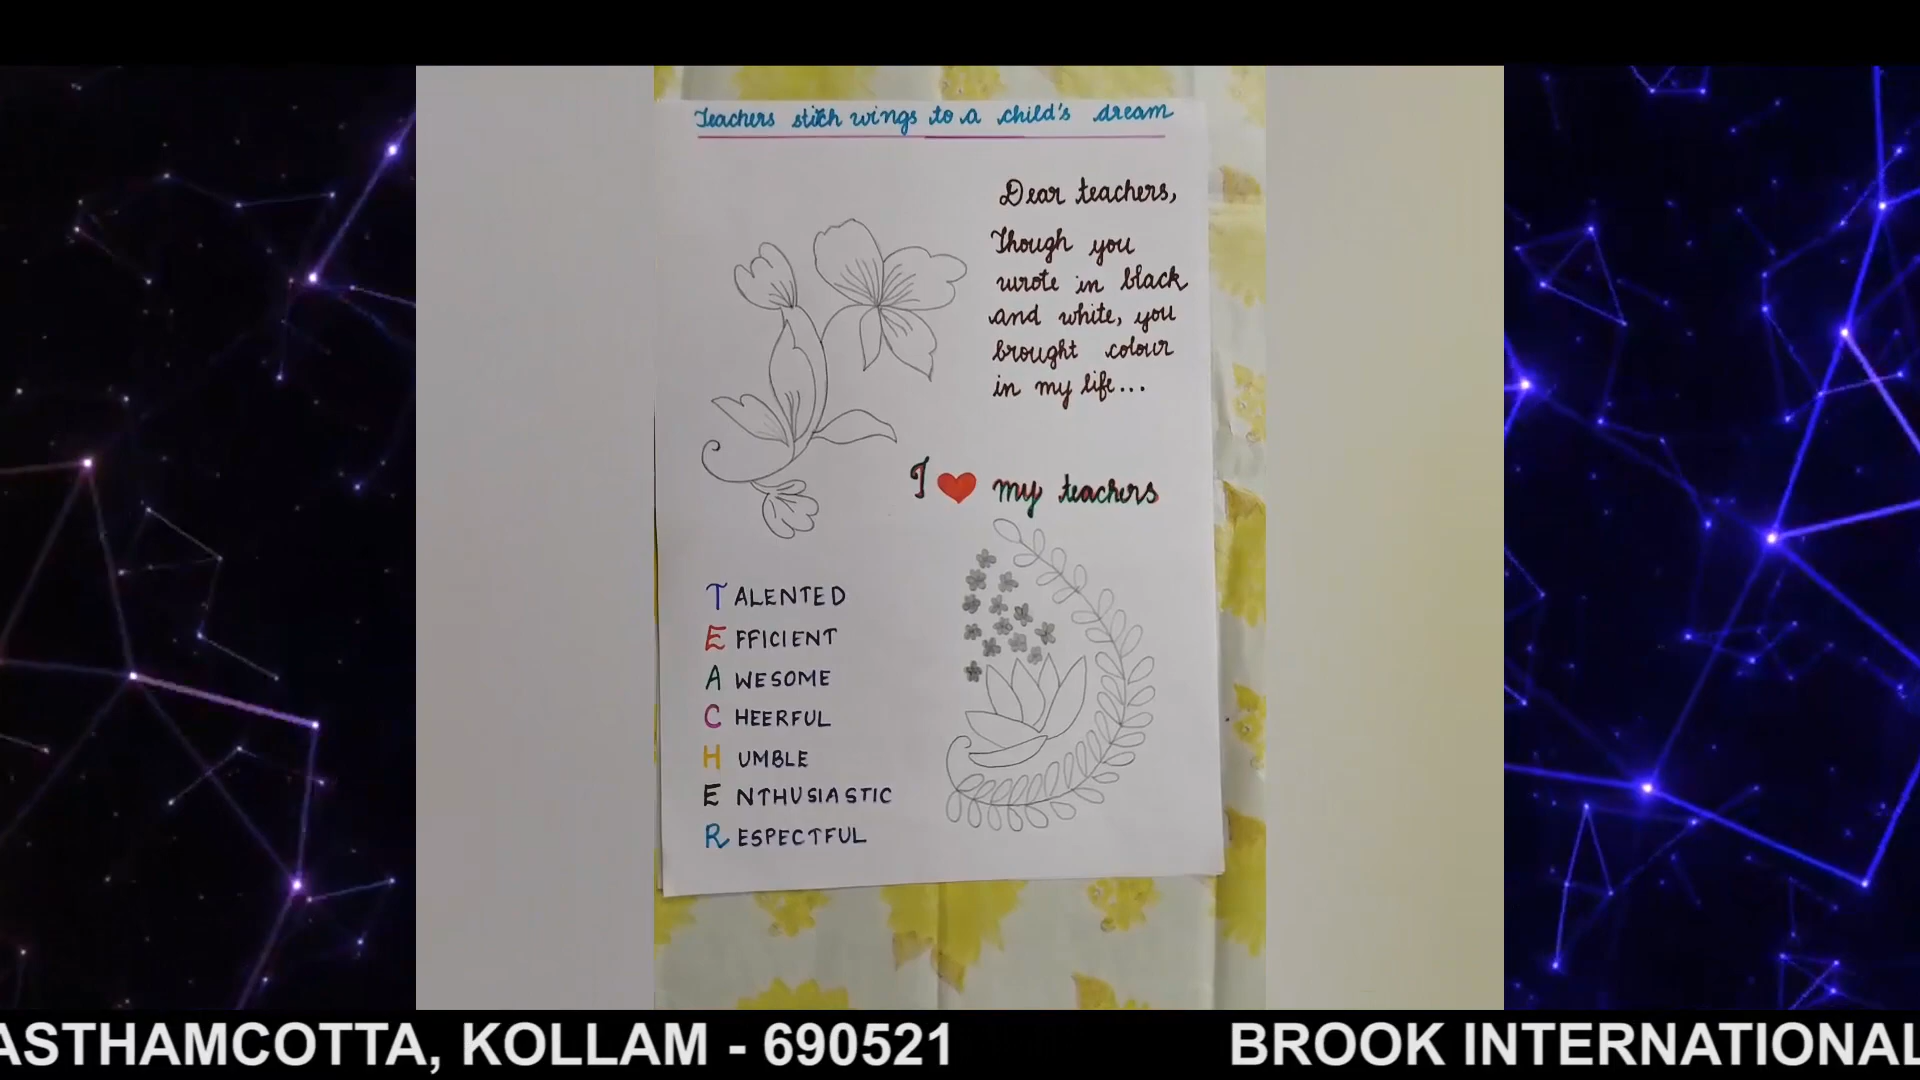 Teachers stitch wings to a child's dream
Dear teachers,
Though you
wrote in black
and white, you
brought colour
in my life...
I ❤ my teachers
TALENTED
EFFICIENT
AWESOME
CHEERFUL
HUMBLE
ENTHUSIASTIC
RESPECTFUL
ASTHAMCOTTA, KOLLAM - 690521 BROOK INTERNATIONAL